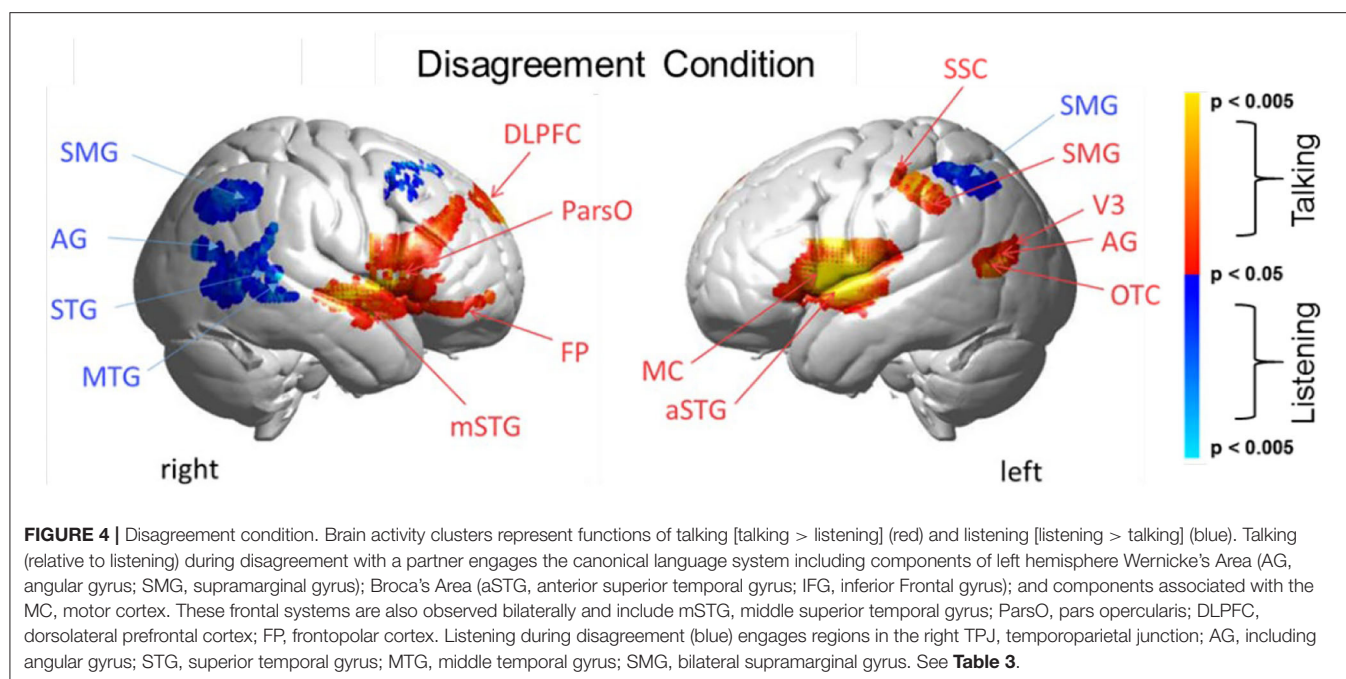 Disagreement Condition
SMG
AG
STG
MTG
DLPFC
ParsO
FP
mSTG
right
SSC
SMG
SMG
V3
AG
OTC
MC
aSTG
left
p < 0.005
Talking
p < 0.05
Listening
p < 0.005
FIGURE 4 | Disagreement condition. Brain activity clusters represent functions of talking [talking > listening] (red) and listening [listening > talking] (blue). Talking
(relative to listening) during disagreement with a partner engages the canonical language system including components of left hemisphere Wernicke's Area (AG,
angular gyrus; SMG, supramarginal gyrus); Broca's Area (aSTG, anterior superior temporal gyrus; IFG, inferior Frontal gyrus); and components associated with the
MC, motor cortex. These frontal systems are also observed bilaterally and include mSTG, middle superior temporal gyrus; ParsO, pars opercularis; DLPFC,
dorsolateral prefrontal cortex; FP, frontopolar cortex. Listening during disagreement (blue) engages regions in the right TPJ, temporoparietal junction; AG, including
angular gyrus; STG, superior temporal gyrus; MTG, middle temporal gyrus; SMG, bilateral supramarginal gyrus. See Table 3.